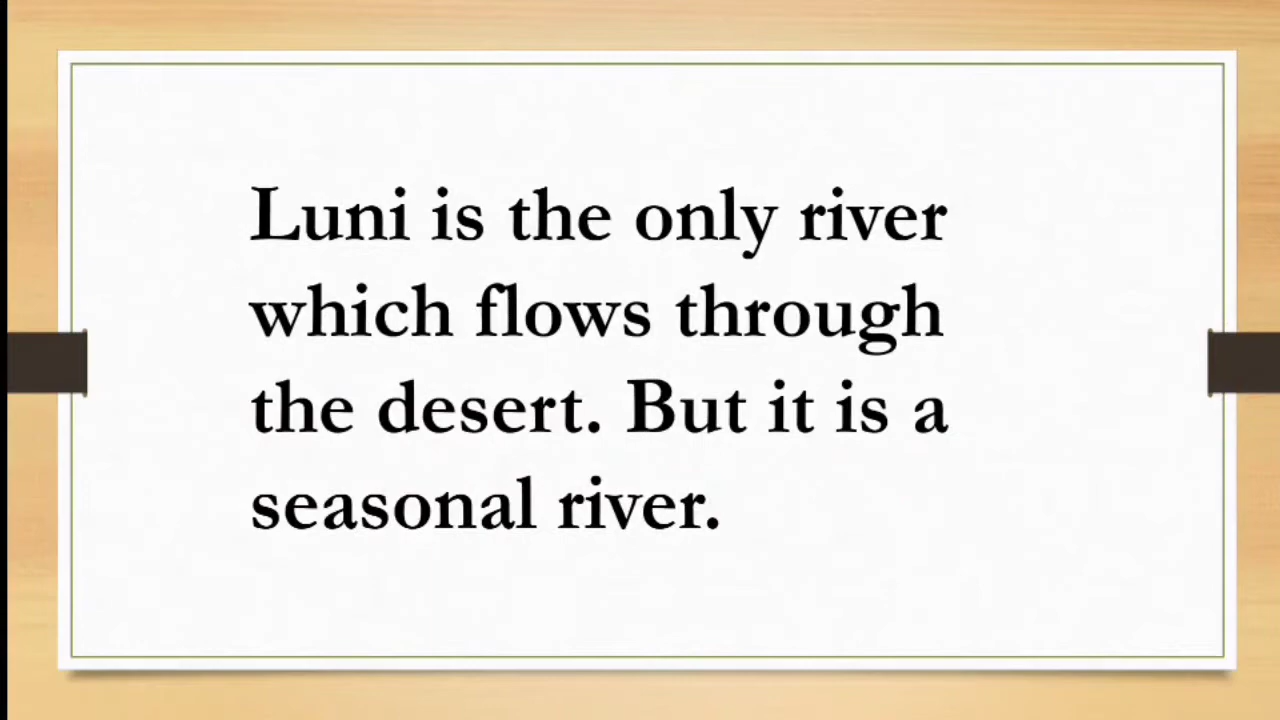 Luni is the only river
which flows through
the desert. But it is a
seasonal river.